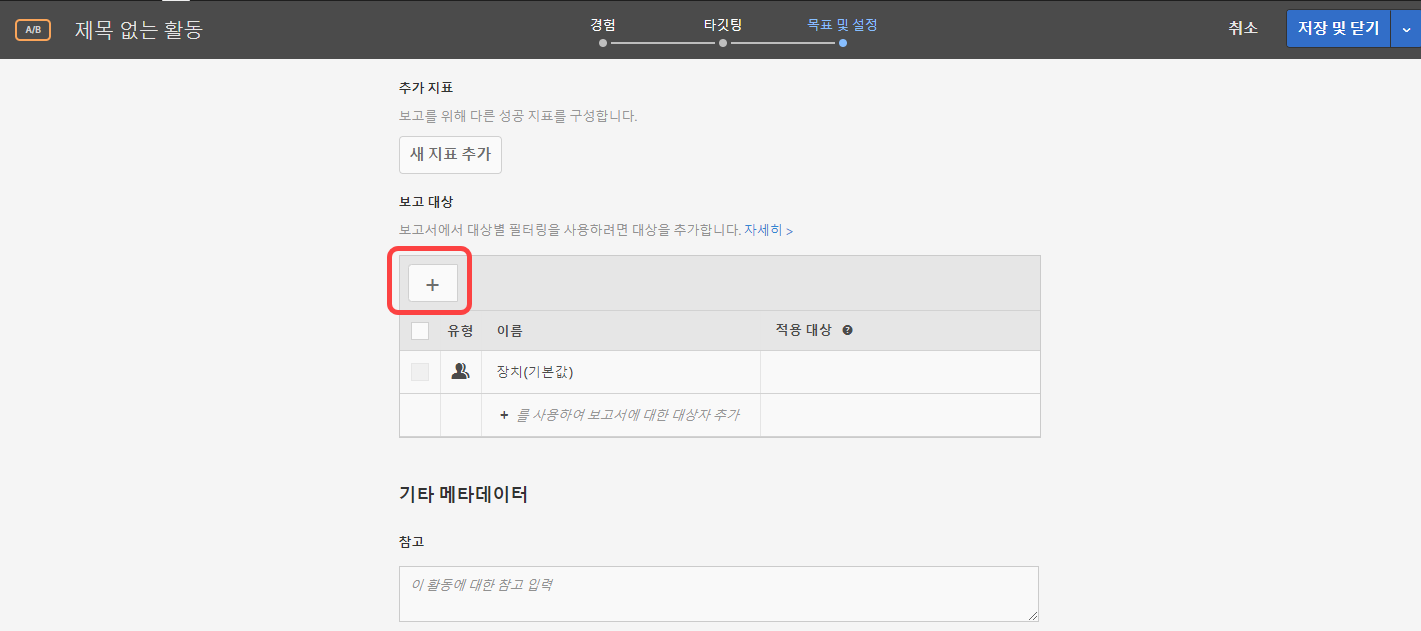 A/B 제목 없는 활동 경험 타깃팅 목표 및 설정 취소 저장 및 닫기
추가 지표
보고를 위해 다른 성공 지표를 구성합니다.
새 지표 추가
보고 대상
보고서에서 대상별 필터링을 사용하려면 대상을 추가합니다. 자세히 >
+
유형 이름 적용 대상 ?
장치(기본값)
+ 를 사용하여 보고서에 대한 대상자 추가
기타 메타데이터
참고
이 활동에 대한 참고 입력